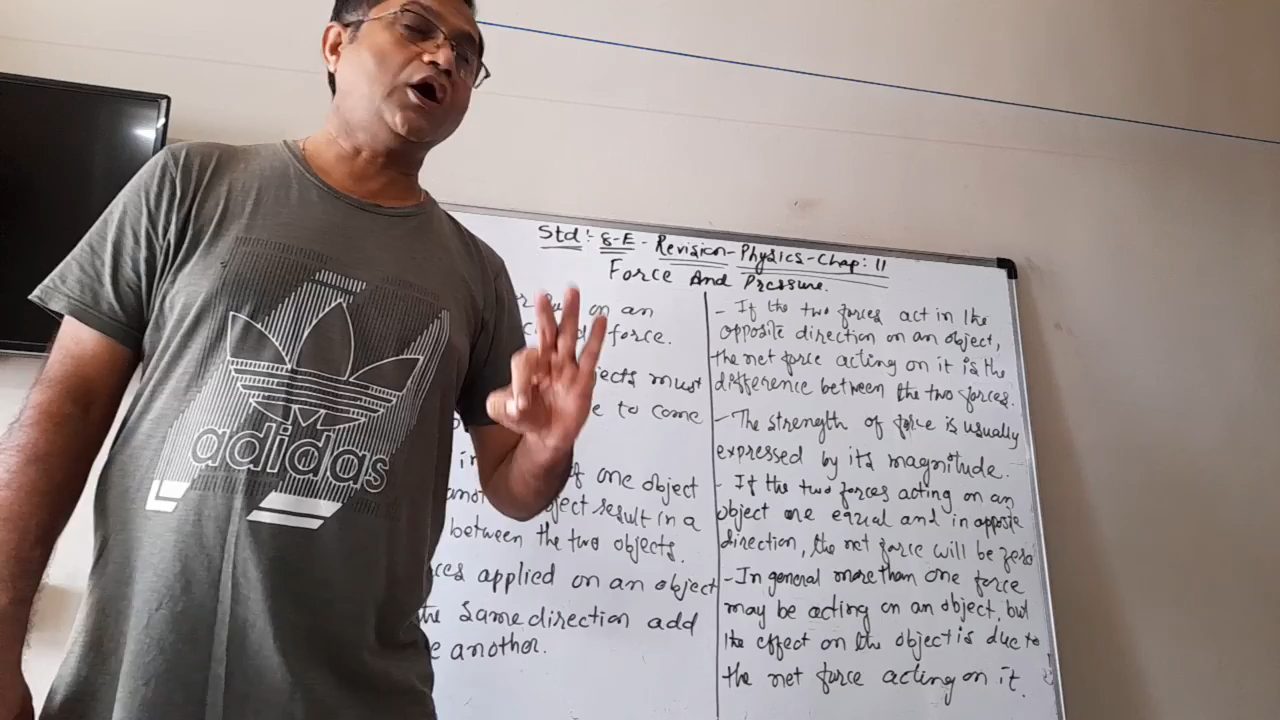 adidas
Std :- 8-E - Revision - Physics - Chap: 11
Force And Pressure.
on an
force.
must
to come
in of one object
object result in a
between the two objects.
applied on an object
the same direction add
another.
- If the two forces act in the
opposite direction on an object,
the net force acting on it is the
difference between the two forces.
- The strength of force is usually
expressed by its magnitude.
- If the two forces acting on an
object are equal and in opposite
direction, the net force will be zero
- In general more than one force
may be acting on an object, but
the effect on the object is due to
the net force acting on it.